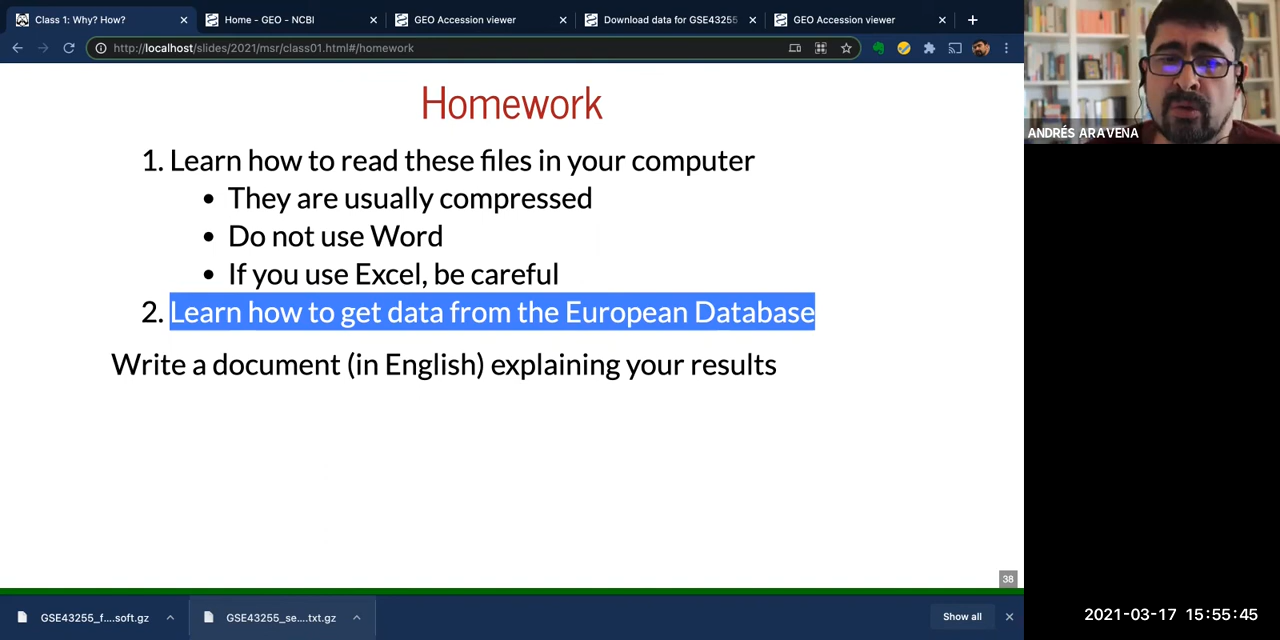 Class 1: Why? How?
Home - GEO - NCBI
GEO Accession viewer
Download data for GSE43255
GEO Accession viewer
http://localhost/slides/2021/msr/class01.html#/homework
ANDRÉS ARAVENA
Homework
1. Learn how to read these files in your computer
• They are usually compressed
• Do not use Word
• If you use Excel, be careful
2. Learn how to get data from the European Database
Write a document (in English) explaining your results
38
GSE43255_f....soft.gz
GSE43255_se....txt.gz
Show all
2021-03-17 15:55:45